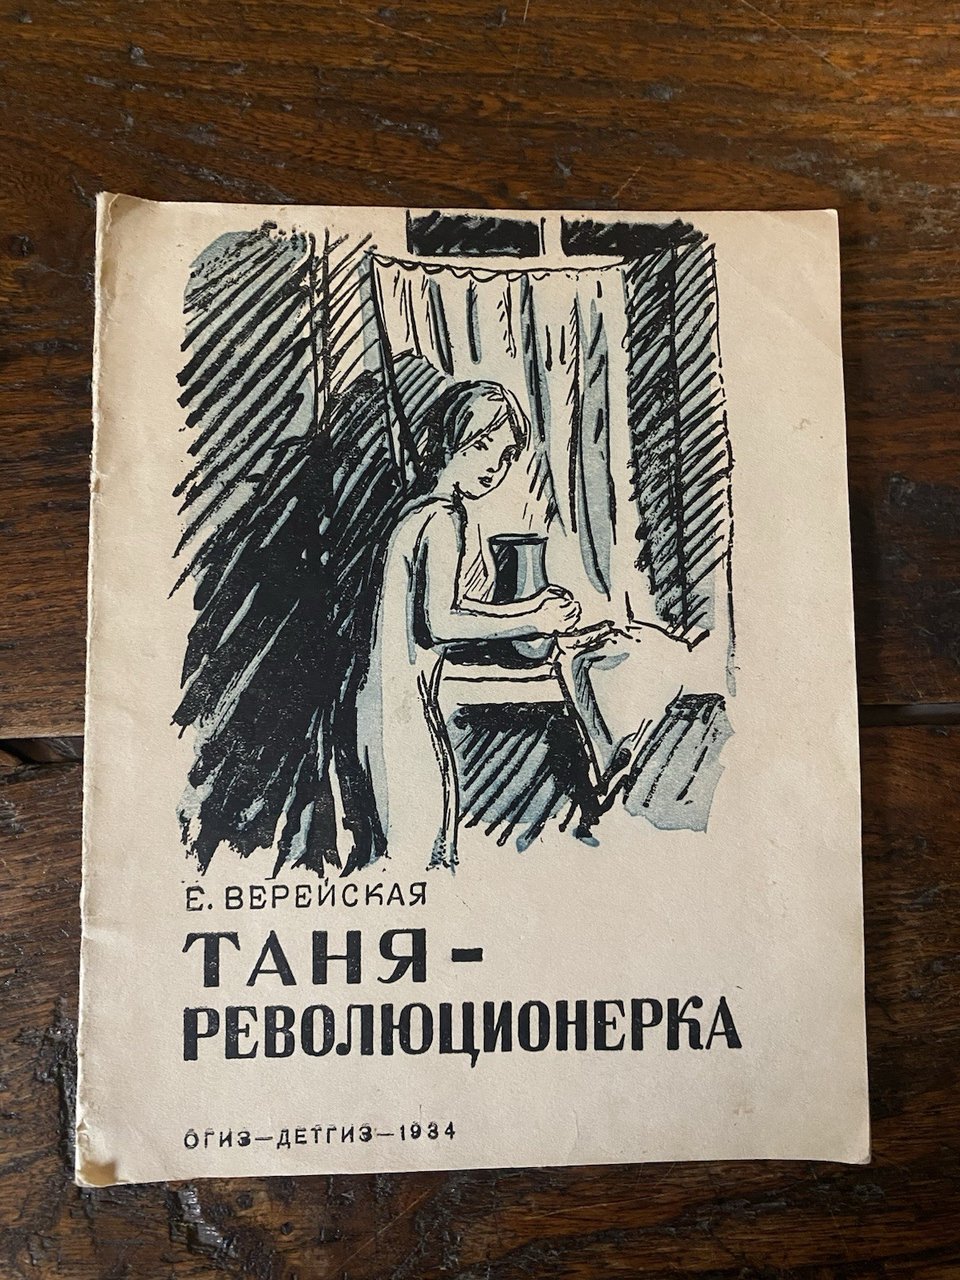 Е. ВЕРЕЙСКАЯ
ТАНЯ-
РЕВОЛЮЦИОНЕРКА
ОГИЗ—ДЕТГИЗ—1934